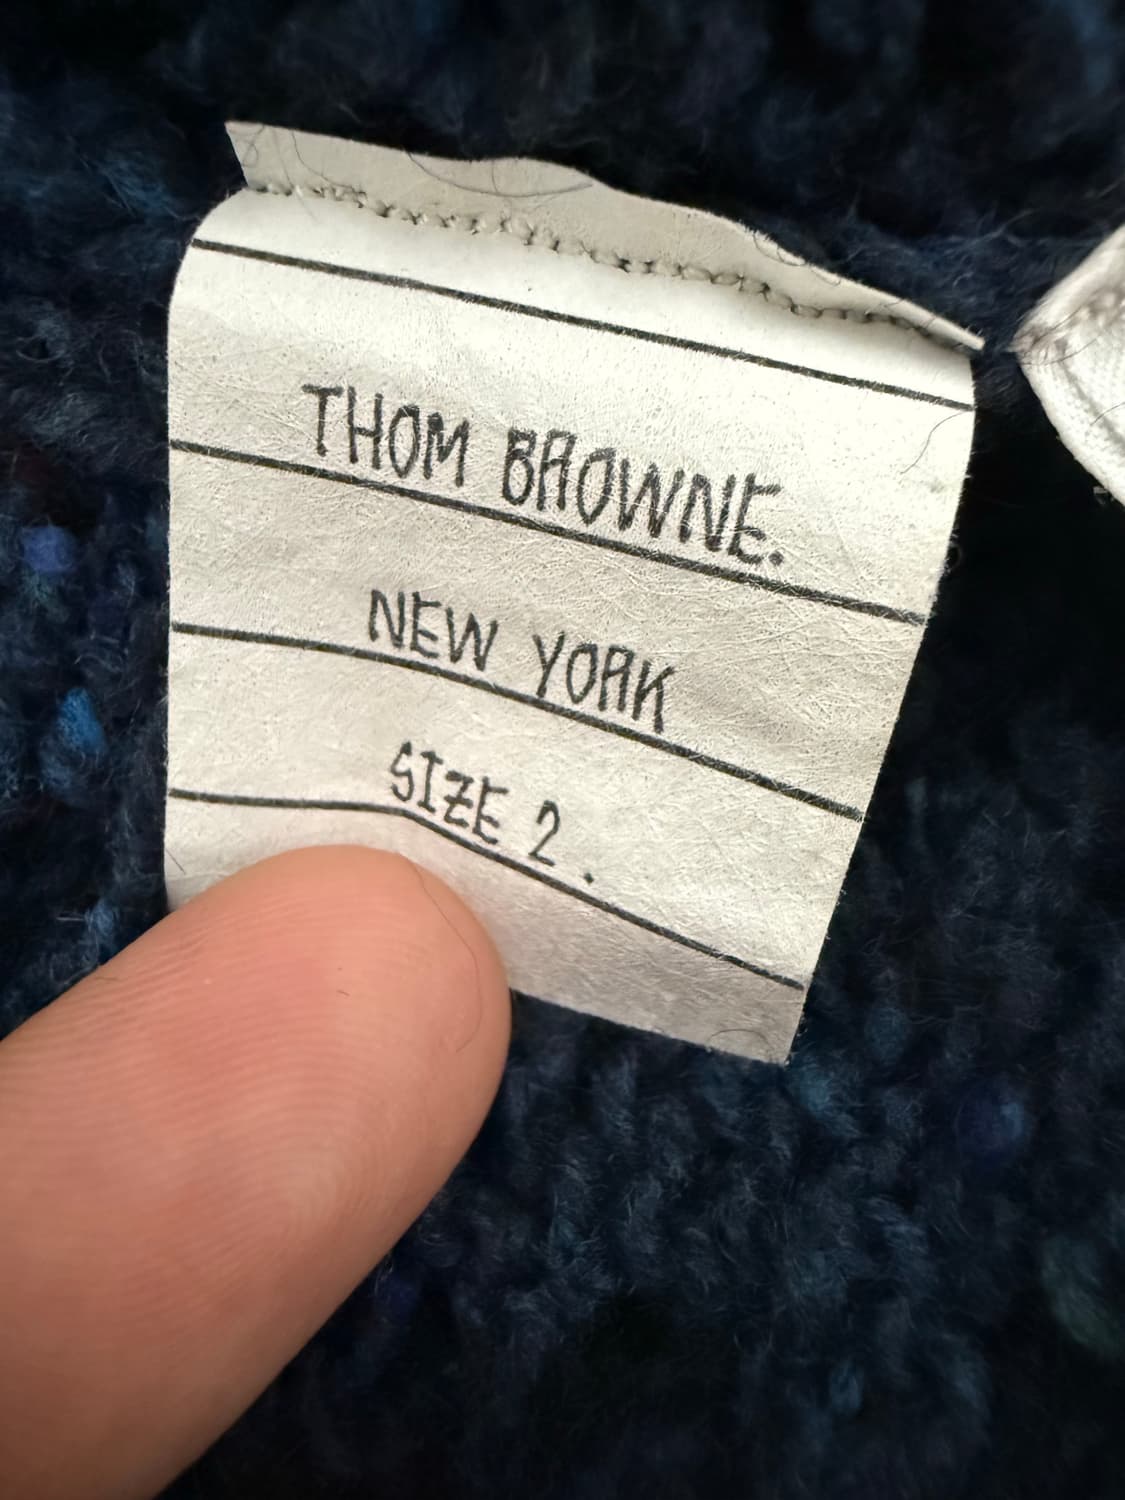 THOM BROWNE.
NEW YORK
SIZE 2.